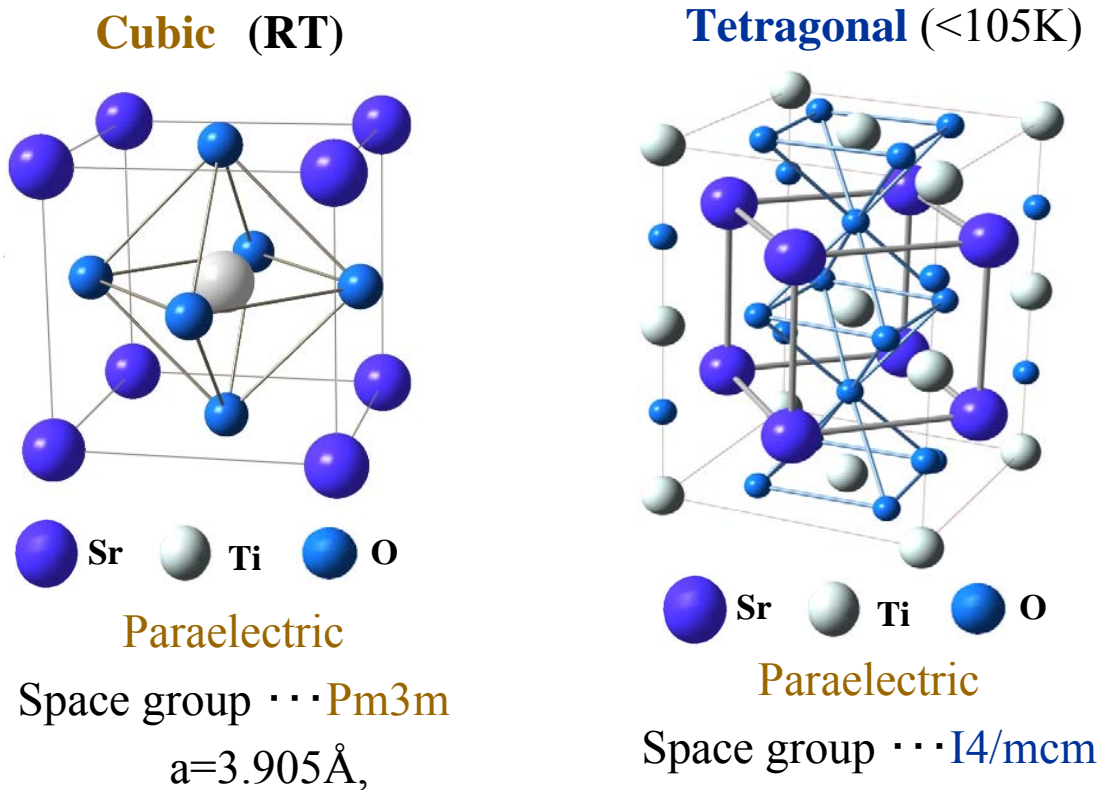 Cubic (RT)
Tetragonal (<105K)
Sr Ti O
Sr Ti O
Paraelectric
Paraelectric
Space group ･･･Pm3m
Space group ･･･I4/mcm
a=3.905Å,